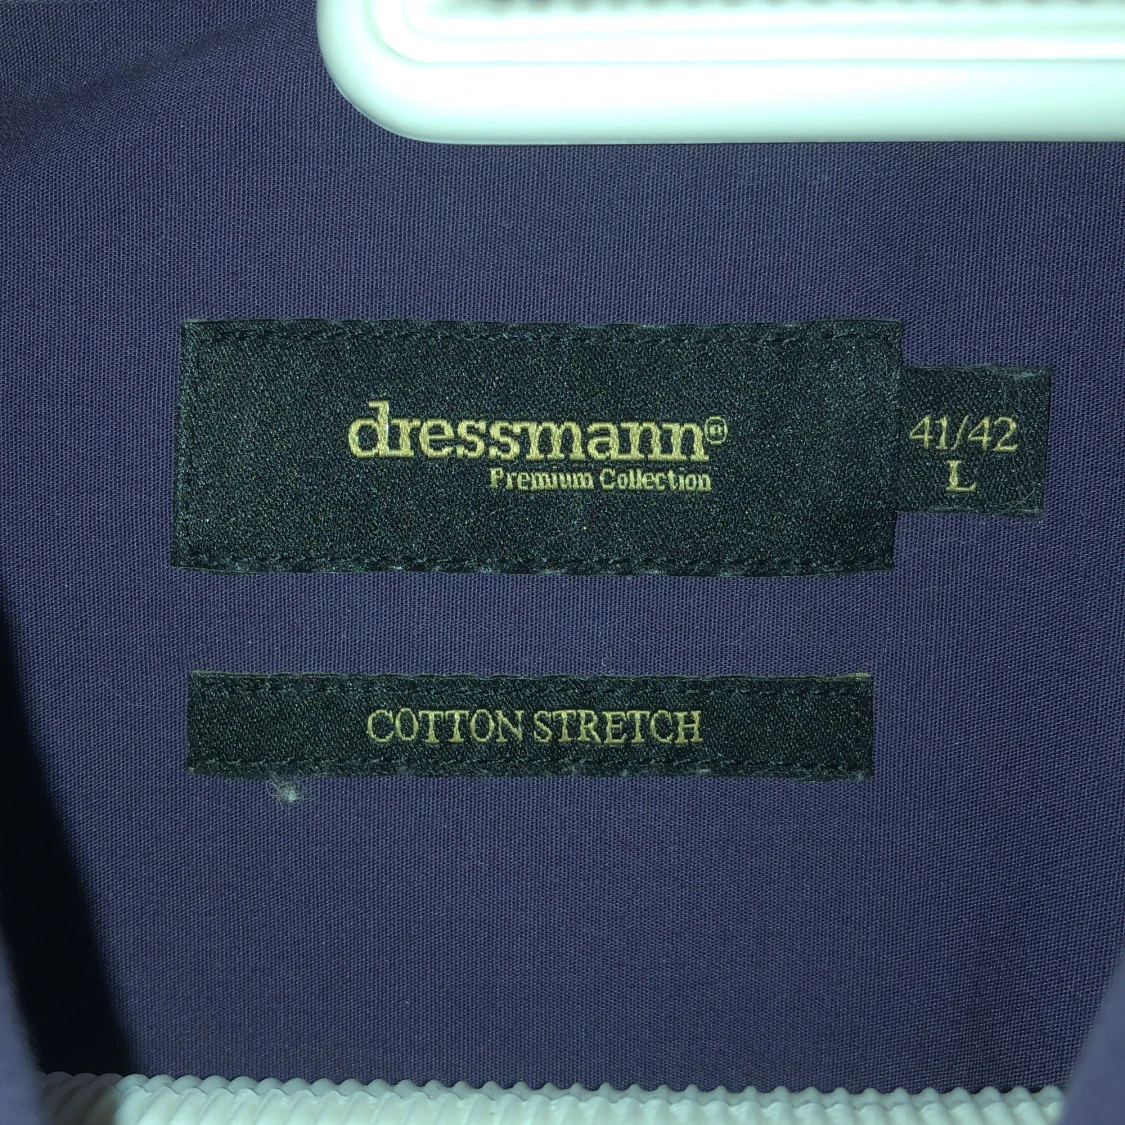 dressmann®
Premium Collection
41/42
L
COTTON STRETCH